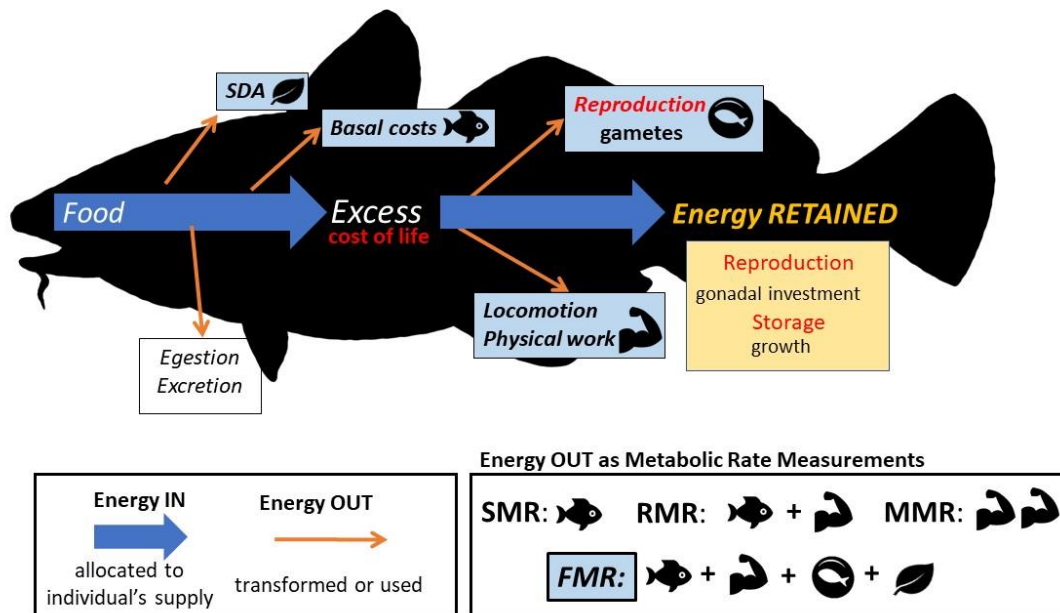 SDA
Basal costs
Reproduction
gametes
Food
Excess
cost of life
Energy RETAINED
Reproduction
gonadal investment
Storage
growth
Locomotion
Physical work
Egestion
Excretion
Energy IN
allocated to
individual's supply
Energy OUT
transformed or used
Energy OUT as Metabolic Rate Measurements
SMR: RMR: + MMR:
FMR: + + +